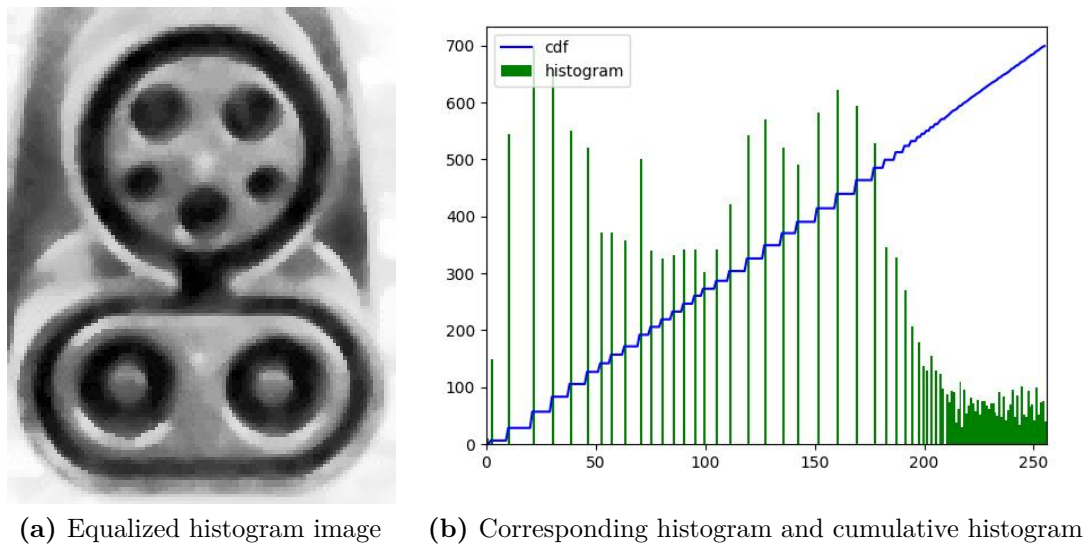 cdf
histogram
700
600
500
400
300
200
100
0
0 50 100 150 200 250
(a) Equalized histogram image (b) Corresponding histogram and cumulative histogram